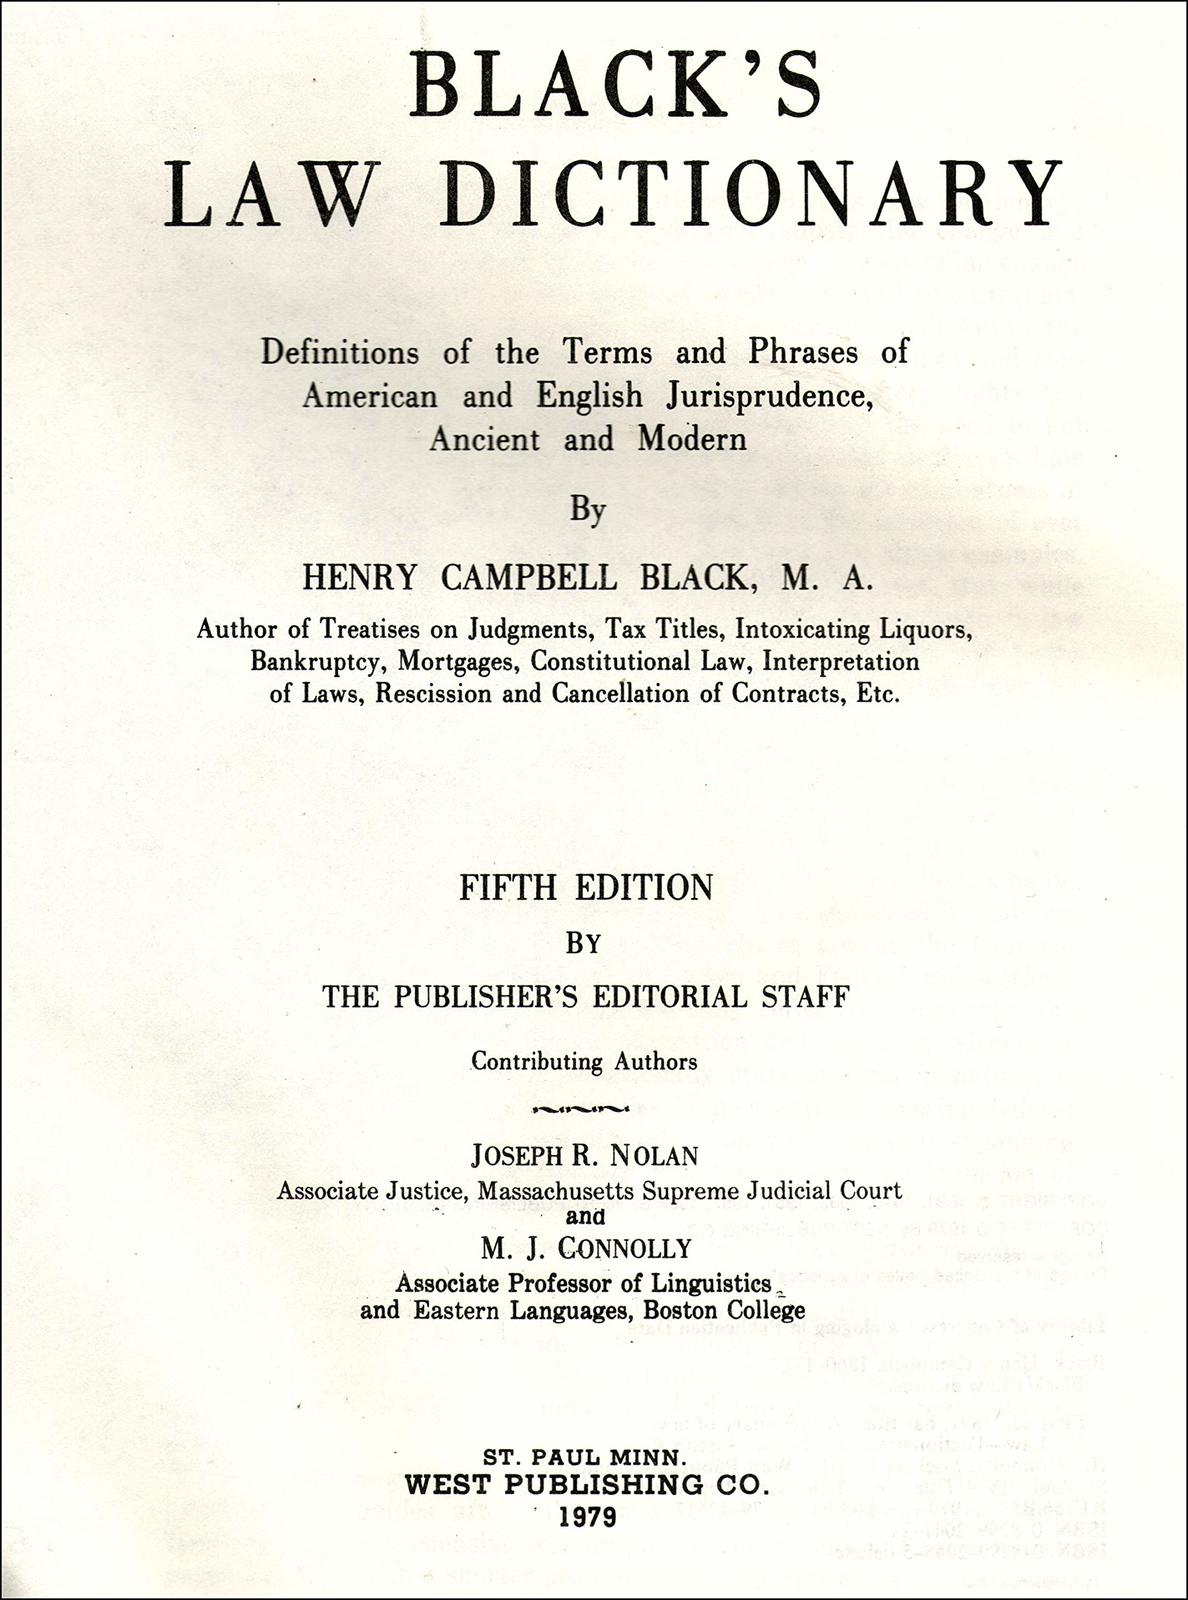 BLACK'S
LAW DICTIONARY
Definitions of the Terms and Phrases of
American and English Jurisprudence,
Ancient and Modern
By
HENRY CAMPBELL BLACK, M. A.
Author of Treatises on Judgments, Tax Titles, Intoxicating Liquors,
Bankruptcy, Mortgages, Constitutional Law, Interpretation
of Laws, Rescission and Cancellation of Contracts, Etc.
FIFTH EDITION
BY
THE PUBLISHER'S EDITORIAL STAFF
Contributing Authors
JOSEPH R. NOLAN
Associate Justice, Massachusetts Supreme Judicial Court
and
M. J. CONNOLLY
Associate Professor of Linguistics
and Eastern Languages, Boston College
ST. PAUL MINN.
WEST PUBLISHING CO.
1979